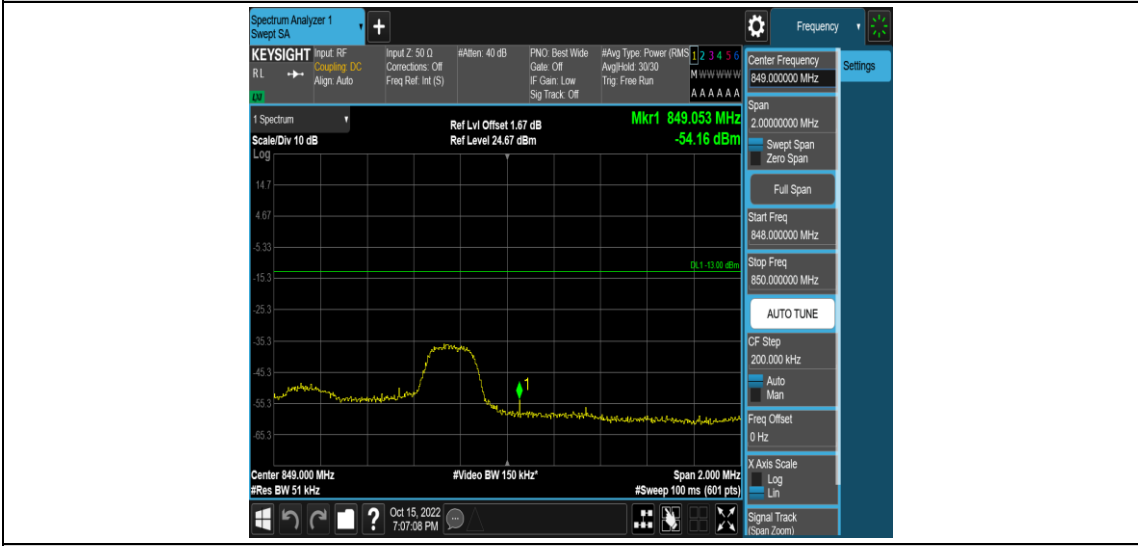 Spectrum Analyzer 1
Swept SA
+
Frequency
KEYSIGHT
RL
Input: RF
Coupling: DC
Align: Auto
Input Z: 50 Ω
Corrections: Off
Freq Ref: Int (S)
#Atten: 40 dB
PNO: Best Wide
Gate: Off
IF Gain: Low
Sig Track: Off
#Avg Type: Power (RMS
Avg|Hold: 30/30
Trig: Free Run
1 2 3 4 5 6
M W W W W W
A A A A A A
1 Spectrum
Scale/Div 10 dB
Log
Ref Lvl Offset 1.67 dB
Ref Level 24.67 dBm
Mkr1 849.053 MHz
-54.16 dBm
14.7
4.67
-5.33
DL1 -13.00 dBm
-15.3
-25.3
-35.3
-45.3
1
-55.3
-65.3
Center 849.000 MHz
#Video BW 150 kHz*
Span 2.000 MHz
#Res BW 51 kHz
#Sweep 100 ms (601 pts)
?
Oct 15, 2022
7:07:08 PM
Center Frequency
849.000000 MHz
Settings
Span
2.00000000 MHz
Swept Span
Zero Span
Full Span
Start Freq
848.000000 MHz
Stop Freq
850.000000 MHz
AUTO TUNE
CF Step
200.000 kHz
Auto
Man
Freq Offset
0 Hz
X Axis Scale
Log
Lin
Signal Track
(Span Zoom)